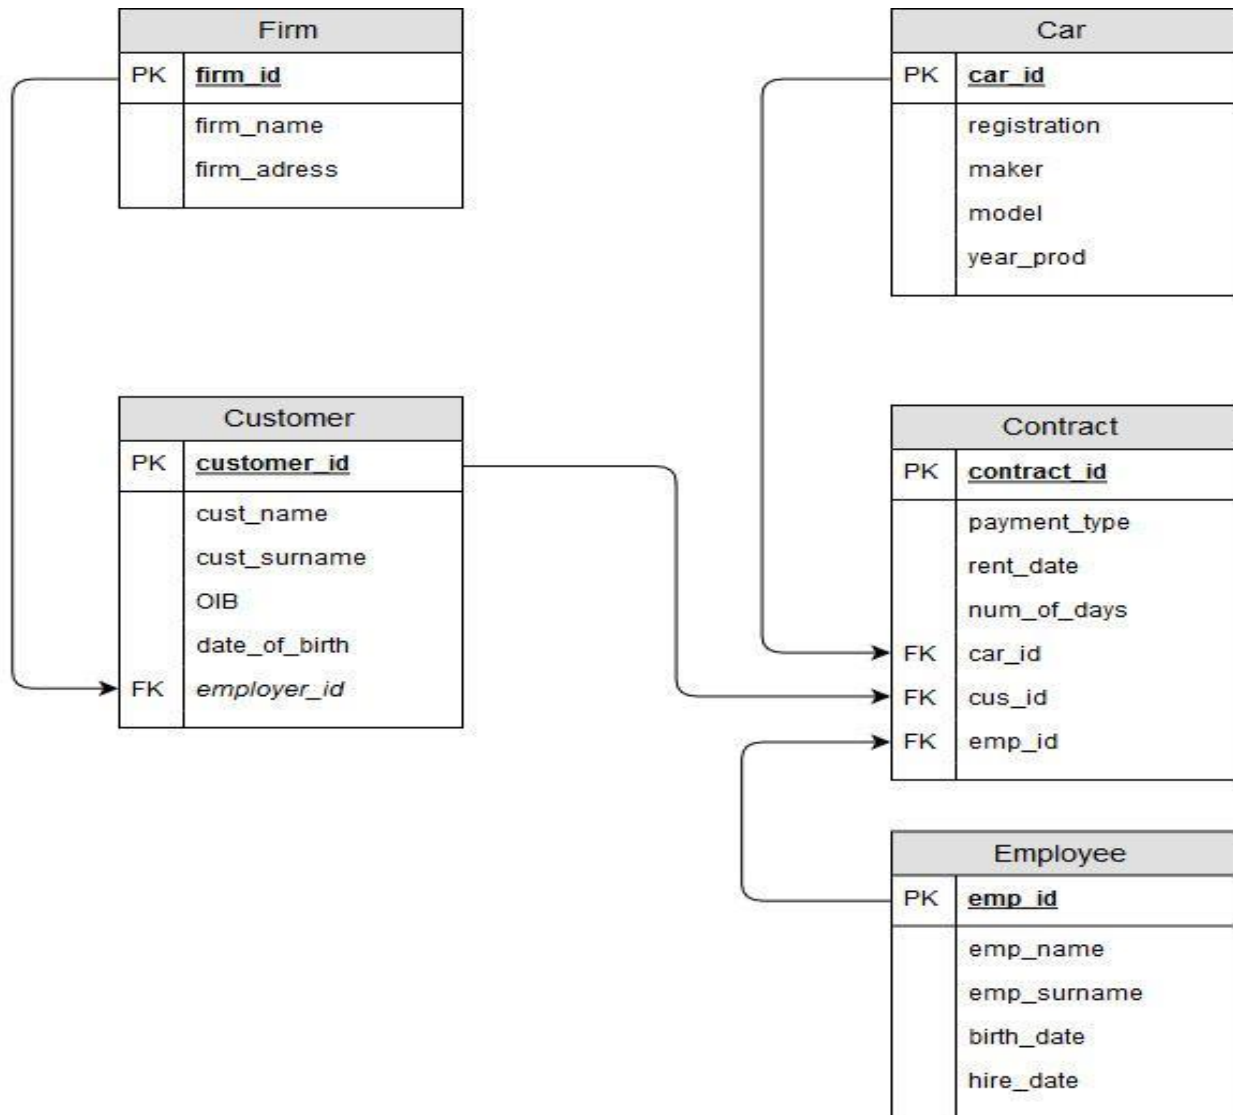 Firm
PK firm_id
firm_name
firm_adress
Car
PK car_id
registration
maker
model
year_prod
Customer
PK customer_id
cust_name
cust_surname
OIB
date_of_birth
FK employer_id
Contract
PK contract_id
payment_type
rent_date
num_of_days
FK car_id
FK cus_id
FK emp_id
Employee
PK emp_id
emp_name
emp_surname
birth_date
hire_date